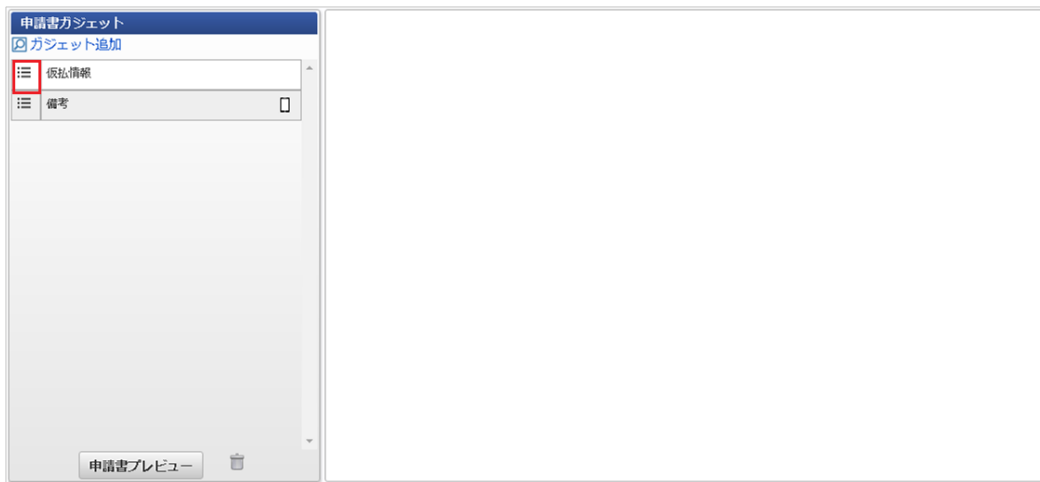 申請書ガジェット
ガジェット追加
仮払情報
備考
申請書プレビュー